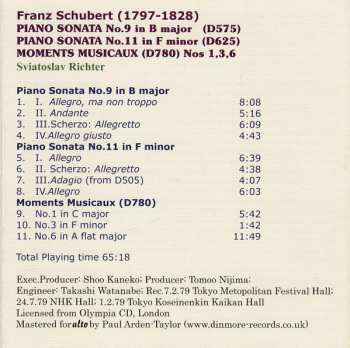 Franz Schubert (1797-1828)
PIANO SONATA No.9 in B major (D575)
PIANO SONATA No.11 in F minor (D625)
MOMENTS MUSICAUX (D780) Nos 1,3,6
Sviatoslav Richter
Piano Sonata No.9 in B major
1. I. Allegro, ma non troppo 8:08
2. II. Andante 5:16
3. III.Scherzo: Allegretto 6:09
4. IV.Allegro giusto 4:43
Piano Sonata No.11 in F minor
5. I. Allegro 6:39
6. II. Scherzo: Allegretto 4:38
7. III.Adagio (from D505) 4:07
8. IV.Allegro 6:03
Moments Musicaux (D780)
9. No.1 in C major 5:42
10. No.3 in F minor 1:42
11. No.6 in A flat major 11:49
Total Playing time 65:18
Exec.Producer: Shoo Kaneko; Producer: Tomoo Nijima;
Engineer: Takashi Watanabe; Rec.7.2.79 Tokyo Metopolitan Festival Hall;
24.7.79 NHK Hall; 1.2.79 Tokyo Koseinenkin Kaikan Hall
Licensed from Olympia CD, London
Mastered for alto by Paul Arden-Taylor (www.dinmore-records.co.uk)